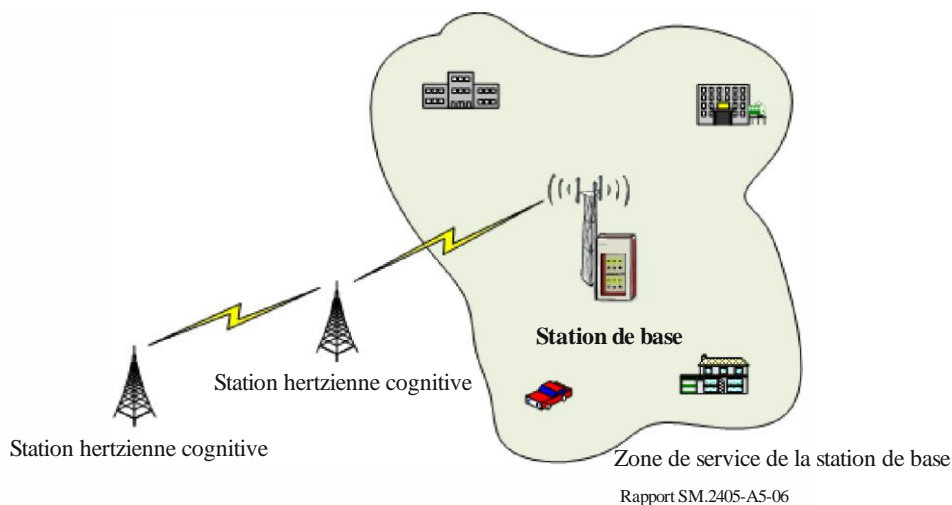 Station de base
Station hertzienne cognitive
Station hertzienne cognitive
Zone de service de la station de base
Rapport SM.2405-A5-06